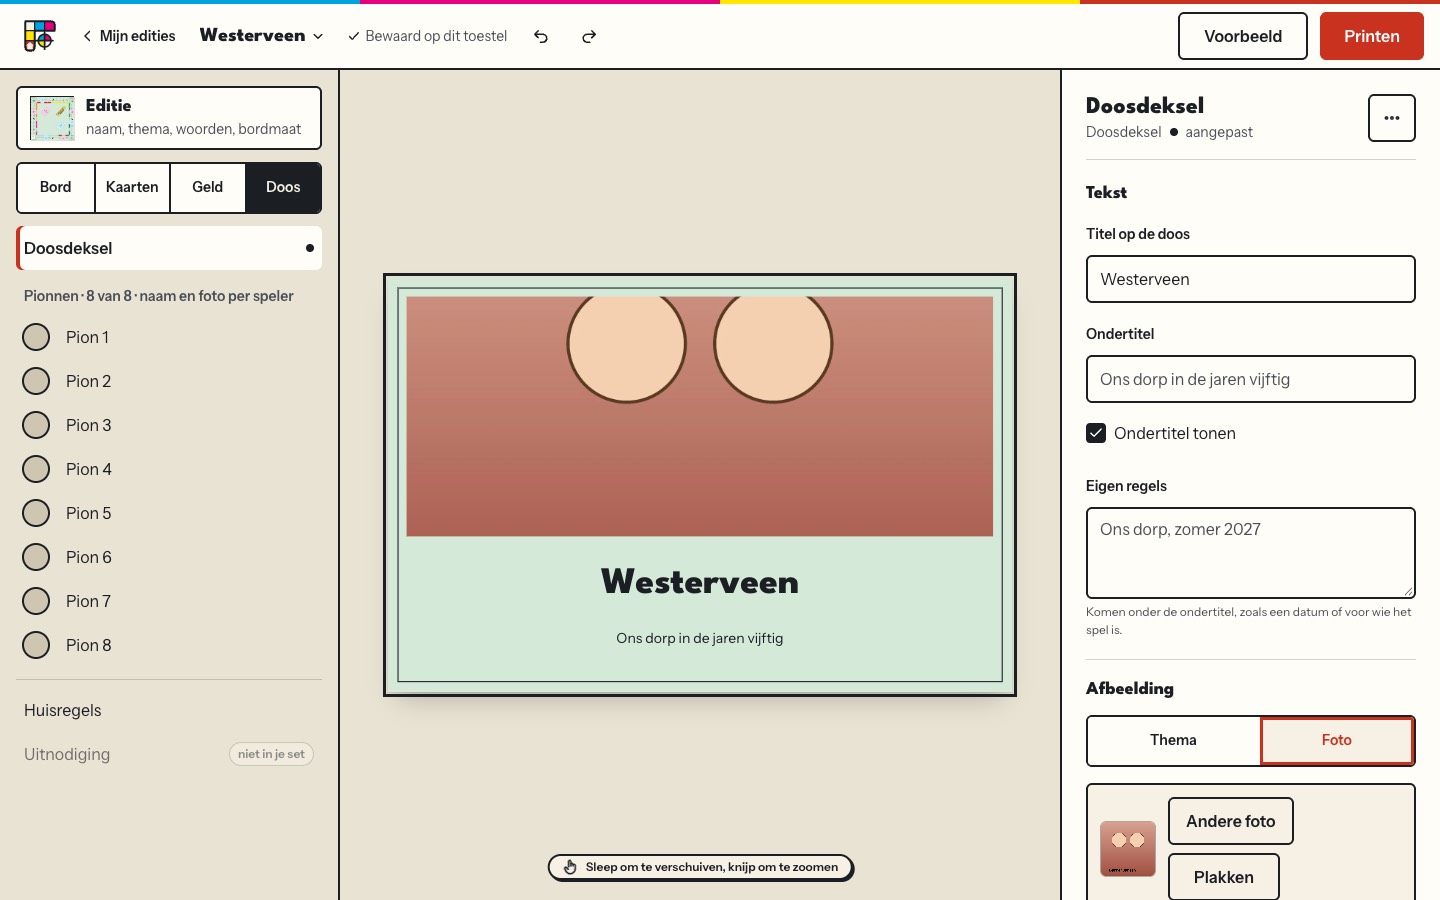 Mijn edities
Westerveen
Bewaard op dit toestel
Voorbeeld
Printen
Editie
naam, thema, woorden, bordmaat
Bord
Kaarten
Geld
Doos
Doosdeksel
Pionnen · 8 van 8 · naam en foto per speler
Pion 1
Pion 2
Pion 3
Pion 4
Pion 5
Pion 6
Pion 7
Pion 8
Huisregels
Uitnodiging
niet in je set
Westerveen
Ons dorp in de jaren vijftig
Sleep om te verschuiven, knijp om te zoomen
Doosdeksel
Doosdeksel ● aangepast
Tekst
Titel op de doos
Westerveen
Ondertitel
Ons dorp in de jaren vijftig
Ondertitel tonen
Eigen regels
Ons dorp, zomer 2027
Komen onder de ondertitel, zoals een datum of voor wie het
spel is.
Afbeelding
Thema
Foto
Andere foto
Plakken